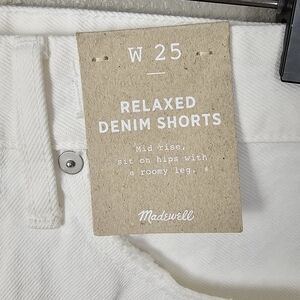 W 25
RELAXED
DENIM SHORTS
Mid rise,
sit on hips with
a roomy leg.
Madewell